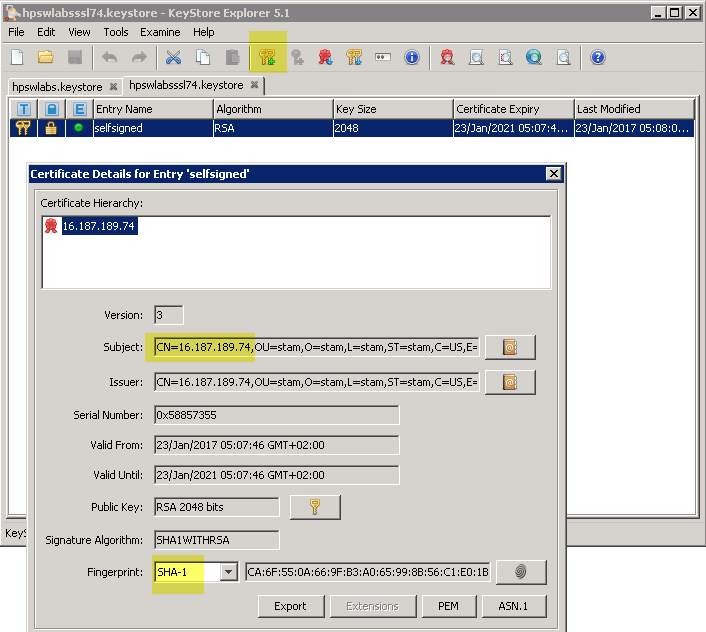 hpswlabsssl74.keystore - KeyStore Explorer 5.1
File Edit View Tools Examine Help
hpswlabs.keystore hpswlabsssl74.keystore
T E Entry Name Algorithm Key Size Certificate Expiry Last Modified
selfsigned RSA 2048 23/Jan/2021 05:07:4... 23/Jan/2017 05:08:0...
Certificate Details for Entry 'selfsigned'
Certificate Hierarchy:
16.187.189.74
Version: 3
Subject: CN=16.187.189.74,OU=stam,O=stam,L=stam,ST=stam,C=US,E=
Issuer: CN=16.187.189.74,OU=stam,O=stam,L=stam,ST=stam,C=US,E=
Serial Number: 0x58857355
Valid From: 23/Jan/2017 05:07:46 GMT+02:00
Valid Until: 23/Jan/2021 05:07:46 GMT+02:00
Public Key: RSA 2048 bits
KeyS
Signature Algorithm: SHA1WITHRSA
Fingerprint: SHA-1 CA:6F:55:0A:66:9F:B3:A0:65:99:8B:56:C1:E0:1B
Export Extensions PEM ASN.1